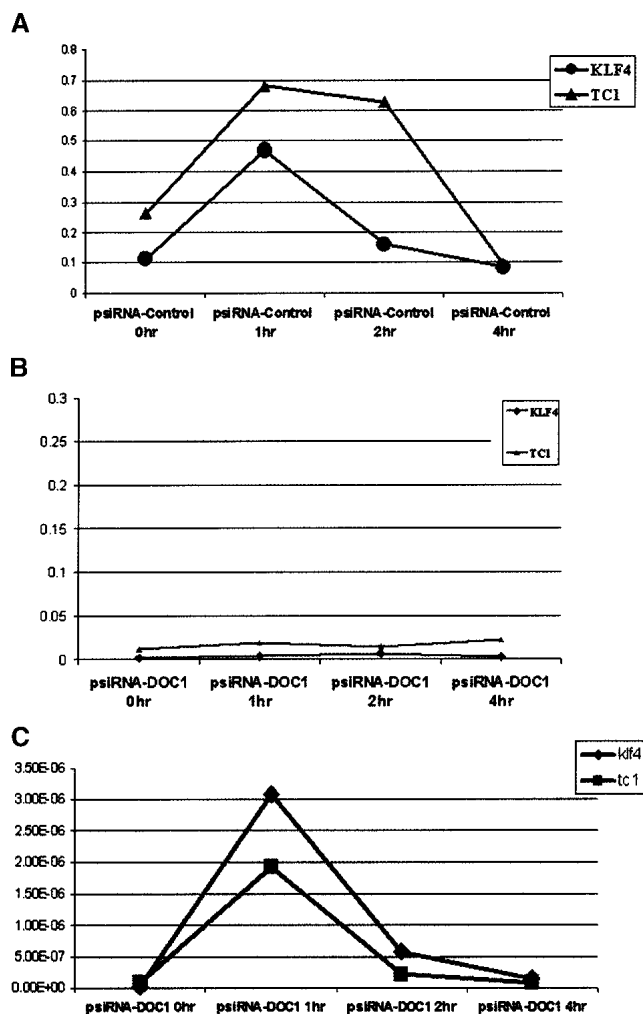 A
KLF4
TC1
0.8
0.7
0.6
0.5
0.4
0.3
0.2
0.1
0
psiRNA-Control 0hr
psiRNA-Control 1hr
psiRNA-Control 2hr
psiRNA-Control 4hr
B
KLF4
TC1
0.3
0.25
0.2
0.15
0.1
0.05
0
psiRNA-DOC1 0hr
psiRNA-DOC1 1hr
psiRNA-DOC1 2hr
psiRNA-DOC1 4hr
C
klf4
tc1
3.50E-06
3.00E-06
2.50E-06
2.00E-06
1.50E-06
1.00E-06
5.00E-07
0.00E+00
psiRNA-DOC1 0hr
psiRNA-DOC1 1hr
psiRNA-DOC1 2hr
psiRNA-DOC1 4hr